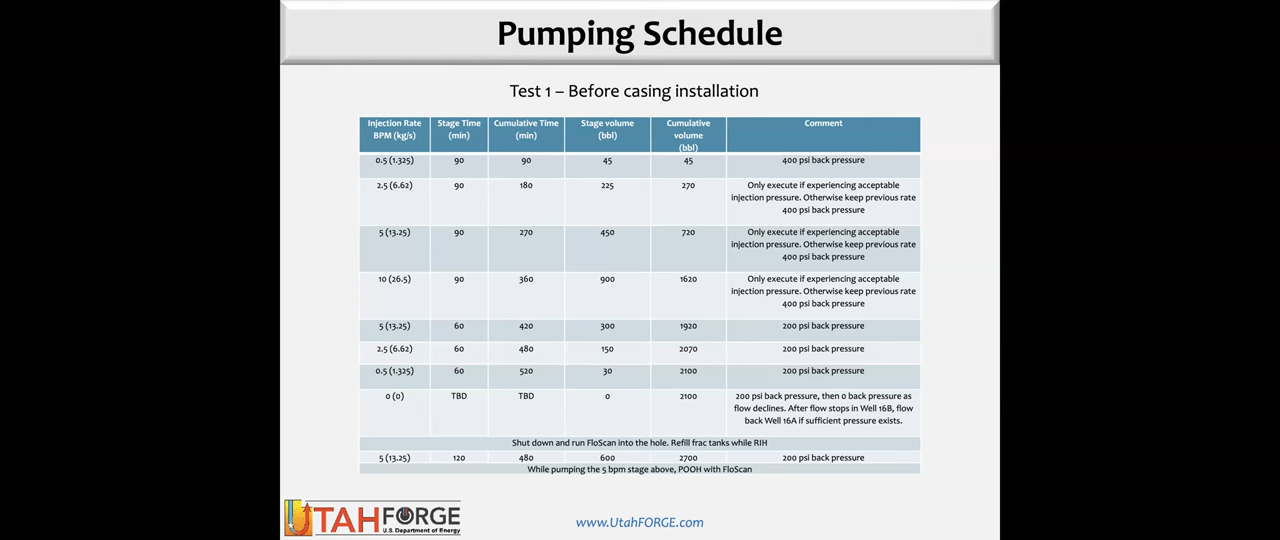 Pumping Schedule
Test 1 – Before casing installation
Injection Rate BPM (kg/s) | Stage Time (min) | Cumulative Time (min) | Stage volume (bbl) | Cumulative volume (bbl) | Comment
0.5 (1.325) | 90 | 90 | 45 | 45 | 400 psi back pressure
2.5 (6.62) | 90 | 180 | 225 | 270 | Only execute if experiencing acceptable injection pressure. Otherwise keep previous rate 400 psi back pressure
5 (13.25) | 90 | 270 | 450 | 720 | Only execute if experiencing acceptable injection pressure. Otherwise keep previous rate 400 psi back pressure
10 (26.5) | 90 | 360 | 900 | 1620 | Only execute if experiencing acceptable injection pressure. Otherwise keep previous rate 400 psi back pressure
5 (13.25) | 60 | 420 | 300 | 1920 | 200 psi back pressure
2.5 (6.62) | 60 | 480 | 150 | 2070 | 200 psi back pressure
0.5 (1.325) | 60 | 520 | 30 | 2100 | 200 psi back pressure
0 (0) | TBD | TBD | 0 | 2100 | 200 psi back pressure, then 0 back pressure as flow declines. After flow stops in Well 16B, flow back Well 16A if sufficient pressure exists.
Shut down and run FloScan into the hole. Refill frac tanks while RIH
5 (13.25) | 120 | 480 | 600 | 2700 | 200 psi back pressure
While pumping the 5 bpm stage above, POOH with FloScan
UTAH FORGE
U.S. Department of Energy
www.UtahFORGE.com